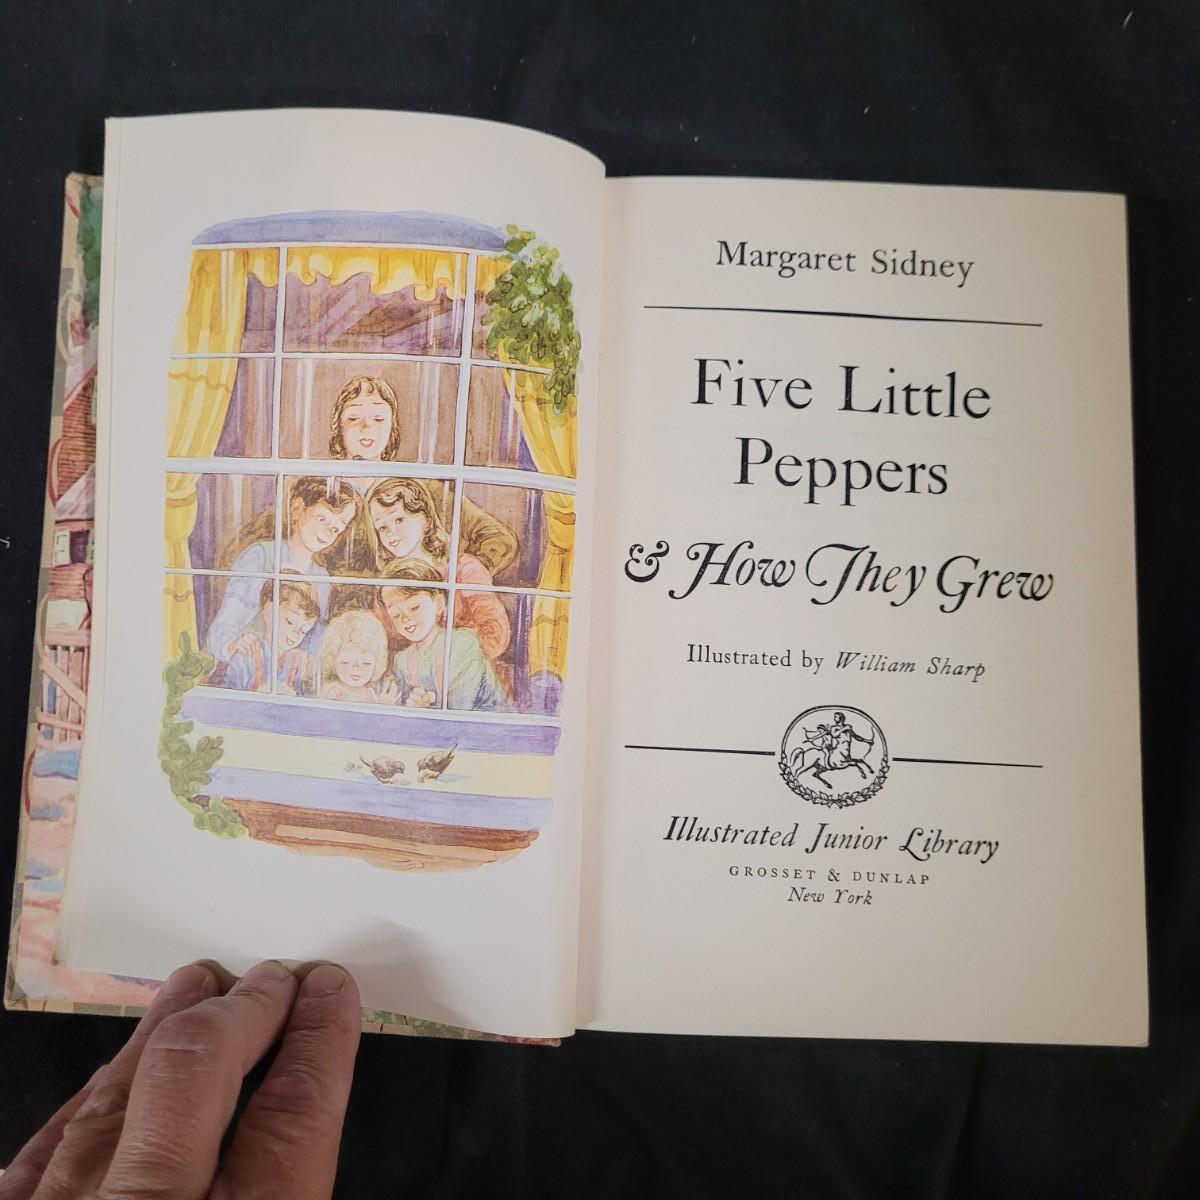 Margaret Sidney
Five Little
Peppers
& How They Grew
Illustrated by William Sharp
Illustrated Junior Library
GROSSET & DUNLAP
New York